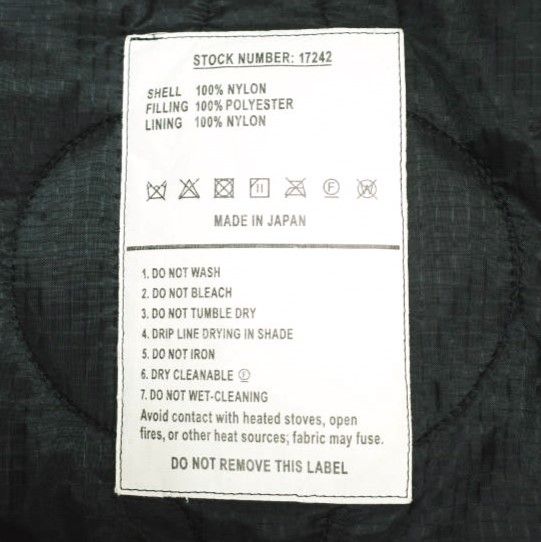 STOCK NUMBER: 17242
SHELL 100% NYLON
FILLING 100% POLYESTER
LINING 100% NYLON
MADE IN JAPAN
1. DO NOT WASH
2. DO NOT BLEACH
3. DO NOT TUMBLE DRY
4. DRIP LINE DRYING IN SHADE
5. DO NOT IRON
6. DRY CLEANABLE Ⓕ
7. DO NOT WET-CLEANING
Avoid contact with heated stoves, open
fires, or other heat sources; fabric may fuse.
DO NOT REMOVE THIS LABEL